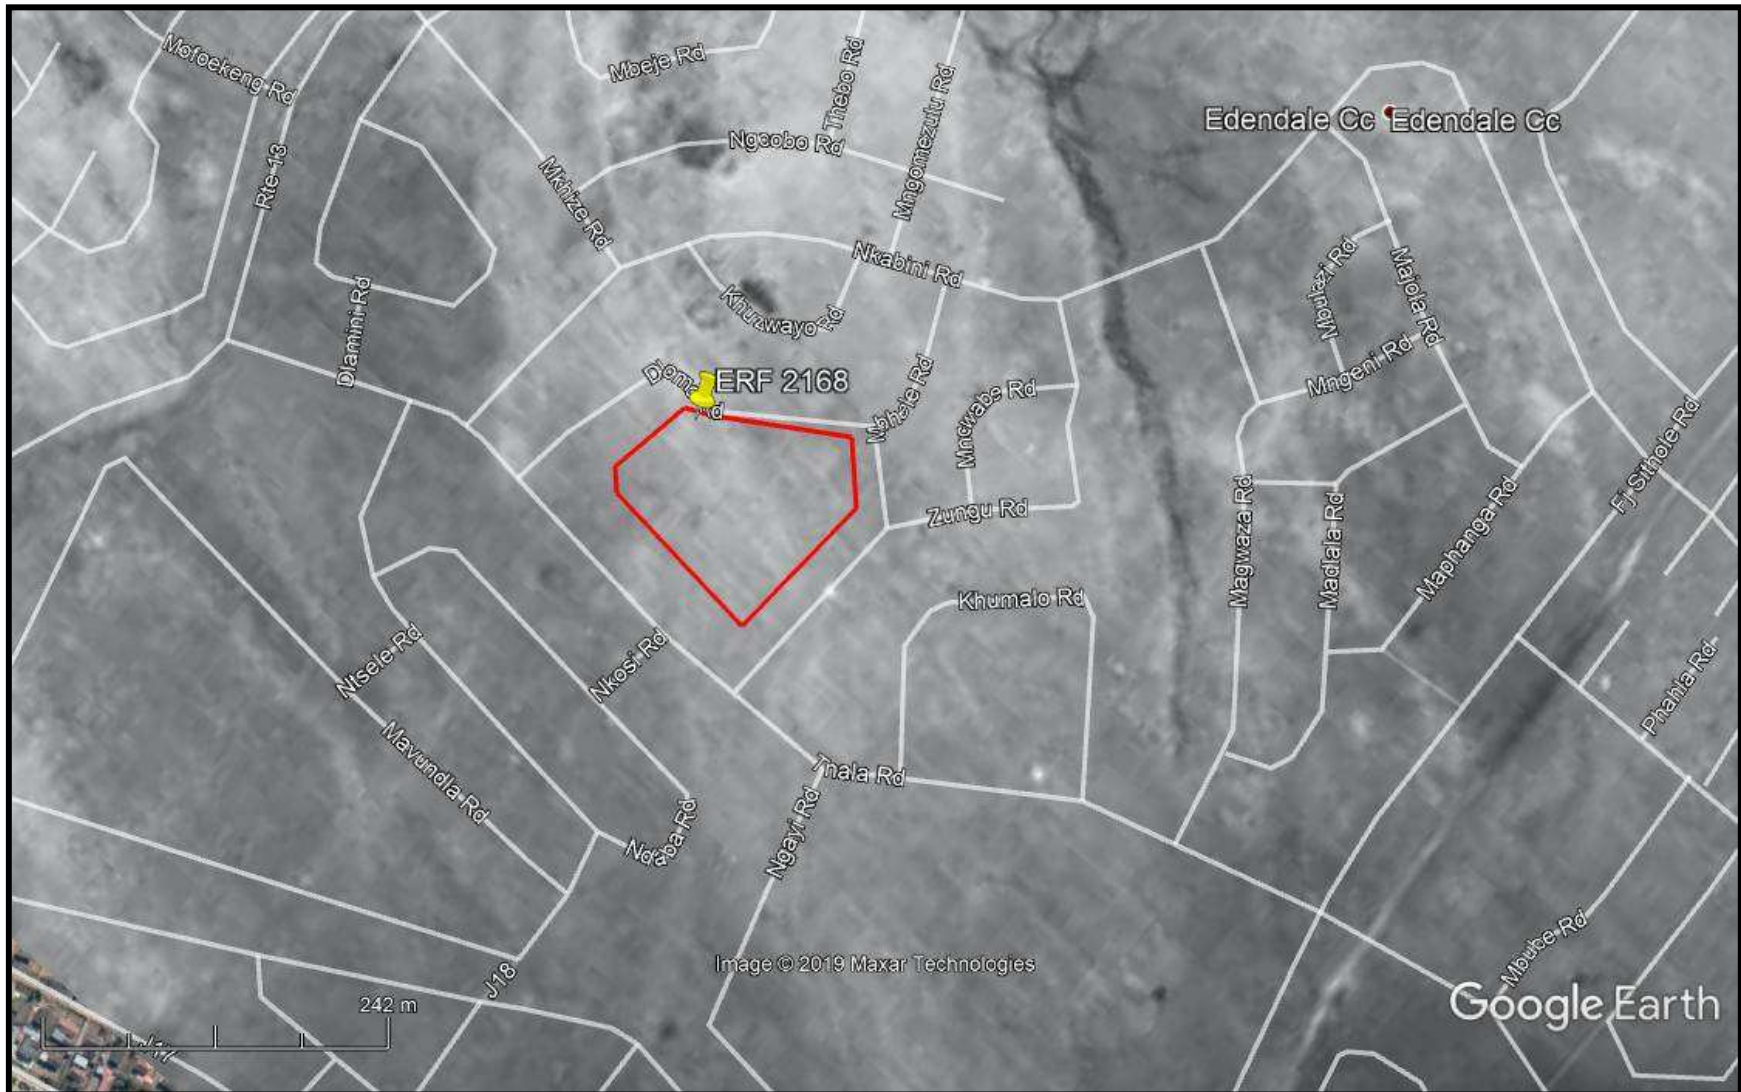 Mofoekeng Rd
Mbeje Rd
Thebo Rd
Mngomezulu Rd
Edendale Cc
Edendale Cc
Ngcobo Rd
Rte 13
Mkhize Rd
Nkabini Rd
Mbulazi Rd
Majola Rd
Khuzwayo Rd
Dlamini Rd
Mngeni Rd
ERF 2168
Rd
Mbhele Rd
Mncwabe Rd
Fj Sithole Rd
Zungu Rd
Magwaza Rd
Madlala Rd
Maphanga Rd
Khumalo Rd
Ntsele Rd
Nkosi Rd
Phahla Rd
Mavundla Rd
Ndaba Rd
Ngayi Rd
Mbube Rd
Image © 2019 Maxar Technologies
J18
242 m
Google Earth
J17